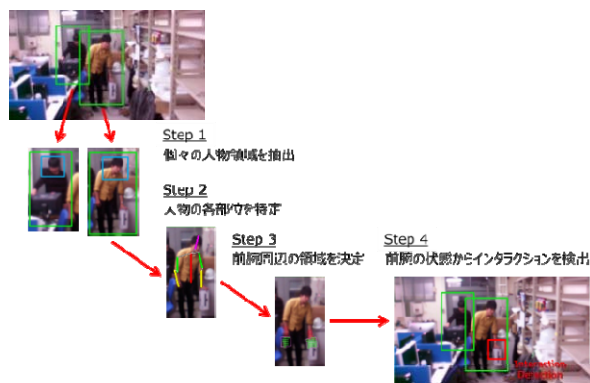 Step 1
個々の人物領域を抽出
Step 2
人物の各部位を特定
Step 3
前腕周辺の領域を決定
Step 4
前腕の状態からインタラクションを検出
Interaction
Detection